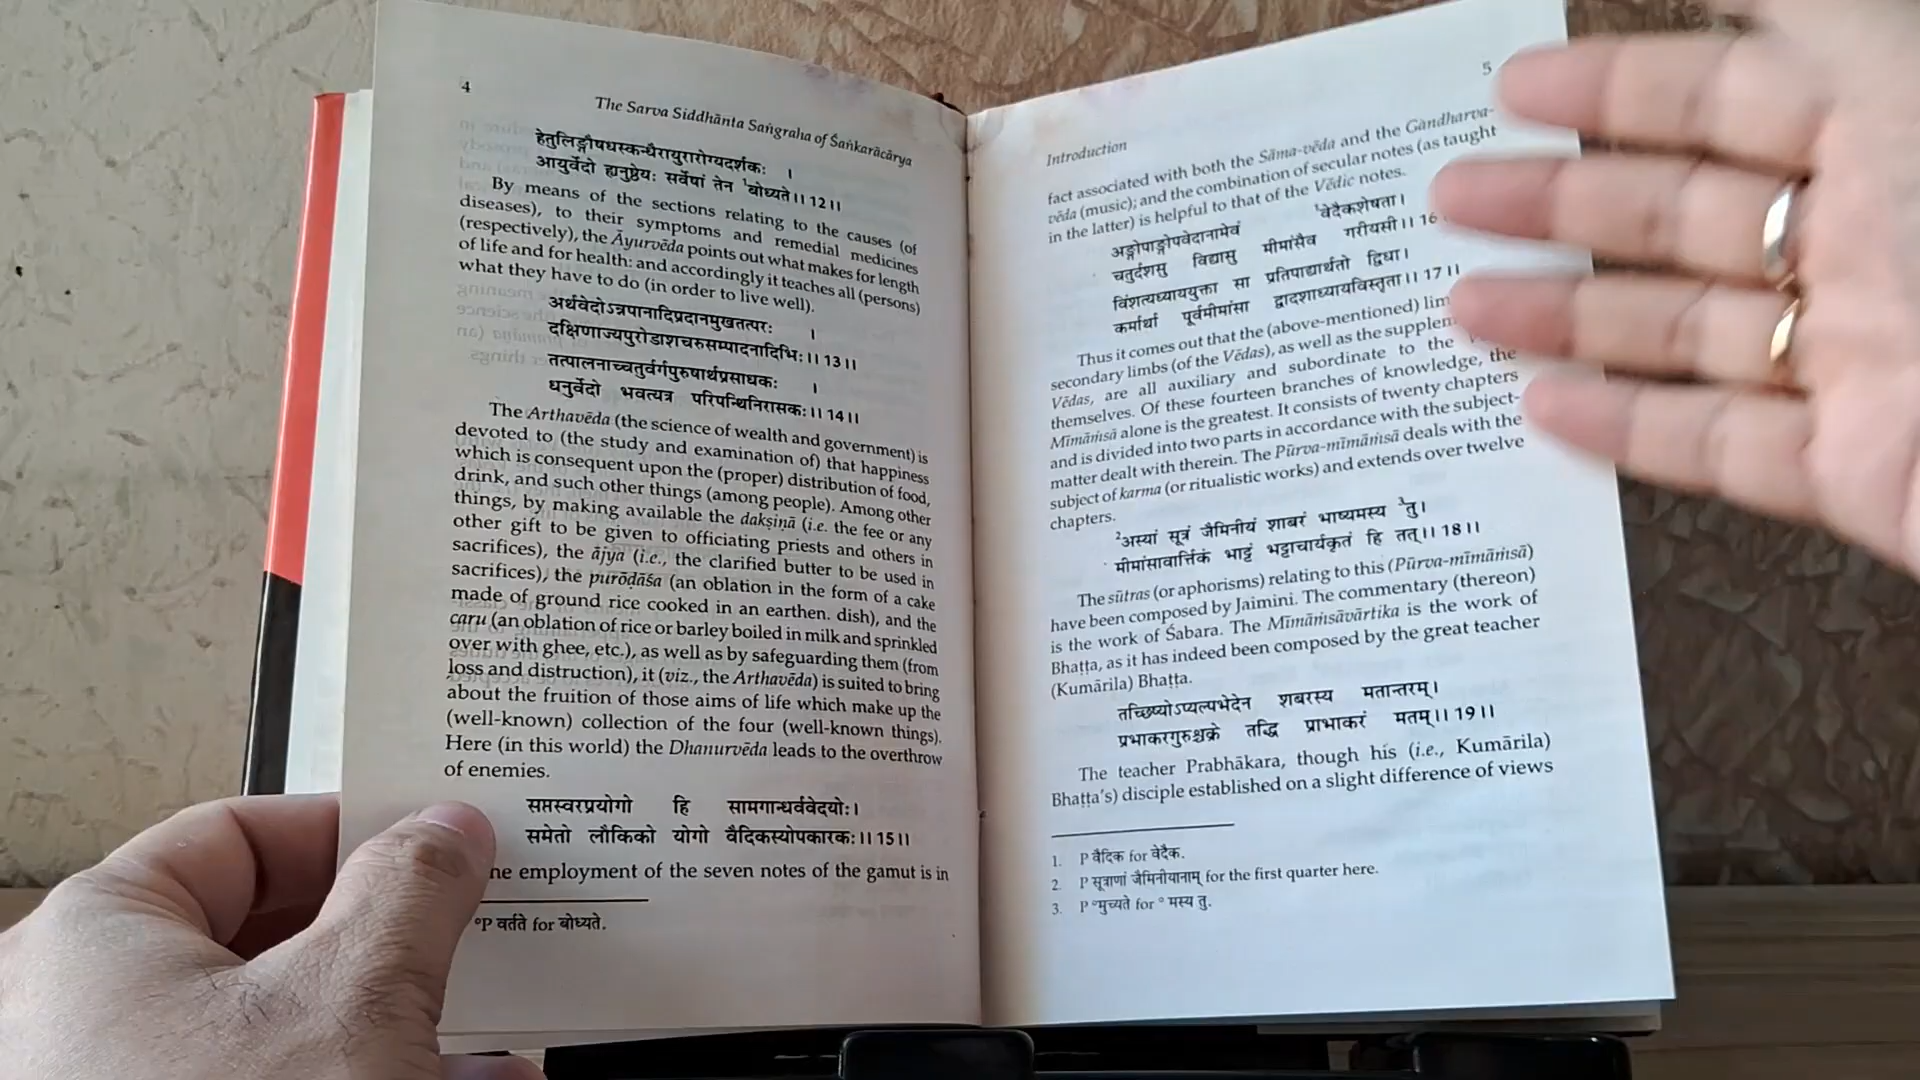 4
The Sarva Siddhānta Saṅgraha of Śaṅkarācārya
हेतुलिङ्गौषधस्कन्धैरायुरारोग्यदर्शकः ।
आयुर्वेदो ह्यनुष्ठेयः सर्वेषां तेन ¹बोध्यते।। 12।।
By means of the sections relating to the causes (of
diseases), to their symptoms and remedial medicines
(respectively), the Āyurvēda points out what makes for length
of life and for health: and accordingly it teaches all (persons)
what they have to do (in order to live well).
अर्थवेदोऽन्नपानादिप्रदानमुखतत्परः ।
दक्षिणाज्यपुरोडाशचरुसम्पादनादिभिः।। 13।।
तत्पालनाच्चतुर्वर्गपुरुषार्थप्रसाधकः ।
धनुर्वेदो भवत्यत्र परिपन्थिनिरासकः।। 14।।
The Arthavēda (the science of wealth and government) is
devoted to (the study and examination of) that happiness
which is consequent upon the (proper) distribution of food,
drink, and such other things (among people). Among other
things, by making available the dakṣiṇā (i.e. the fee or any
other gift to be given to officiating priests and others in
sacrifices), the ājya (i.e., the clarified butter to be used in
sacrifices), the purōḍāśa (an oblation in the form of a cake
made of ground rice cooked in an earthen. dish), and the
caru (an oblation of rice or barley boiled in milk and sprinkled
over with ghee, etc.), as well as by safeguarding them (from
loss and distruction), it (viz., the Arthavēda) is suited to bring
about the fruition of those aims of life which make up the
(well-known) collection of the four (well-known things).
Here (in this world) the Dhanurvēda leads to the overthrow
of enemies.
सप्तस्वरप्रयोगो हि सामगान्धर्ववेदयोः।
समेतो लौकिको योगो वैदिकस्योपकारकः।। 15।।
he employment of the seven notes of the gamut is in
°P वर्तते for बोध्यते.
5
Introduction
fact associated with both the Sāma-vēda and the Gāndharva-
vēda (music); and the combination of secular notes (as taught
in the latter) is helpful to that of the Vēdic notes.
अङ्गोपाङ्गोपवेदानामेवं ¹वेदैकशेषता।
चतुर्दशसु विद्यासु मीमांसैव गरीयसी।। 16
विंशत्यध्याययुक्ता सा प्रतिपाद्यार्थतो द्विधा।
कर्मार्था पूर्वमीमांसा द्वादशाध्यायविस्तृता।। 17।।
Thus it comes out that the (above-mentioned)
secondary limbs (of the Vēdas), as well as the
Vēdas, are all auxiliary and subordinate to the
themselves. Of these fourteen branches of knowledge, the
Mīmāṁsā alone is the greatest. It consists of twenty chapters
and is divided into two parts in accordance with the subject-
matter dealt with therein. The Pūrva-mīmāṁsā deals with the
subject of karma (or ritualistic works) and extends over twelve
chapters.
²अस्यां सूत्रं जैमिनीयं शाबरं भाष्यमस्य ³तु।
मीमांसावार्त्तिकं भाट्टं भट्टाचार्यकृतं हि तत्।। 18।।
The sūtras (or aphorisms) relating to this (Pūrva-mīmāṁsā)
have been composed by Jaimini. The commentary (thereon)
is the work of Śabara. The Mīmāṁsāvārtika is the work of
Bhaṭṭa, as it has indeed been composed by the great teacher
(Kumārila) Bhaṭṭa.
तच्छिष्योऽप्यल्पभेदेन शबरस्य मतान्तरम्।
प्रभाकरगुरुश्चक्रे तद्धि प्राभाकरं मतम्।। 19।।
The teacher Prabhākara, though his (i.e., Kumārila)
Bhaṭṭa's) disciple established on a slight difference of views
1. P वैदिक for वेदैक.
2. P सूत्राणां जैमिनीयानाम् for the first quarter here.
3. P °मुच्यते for ° मस्य तु.